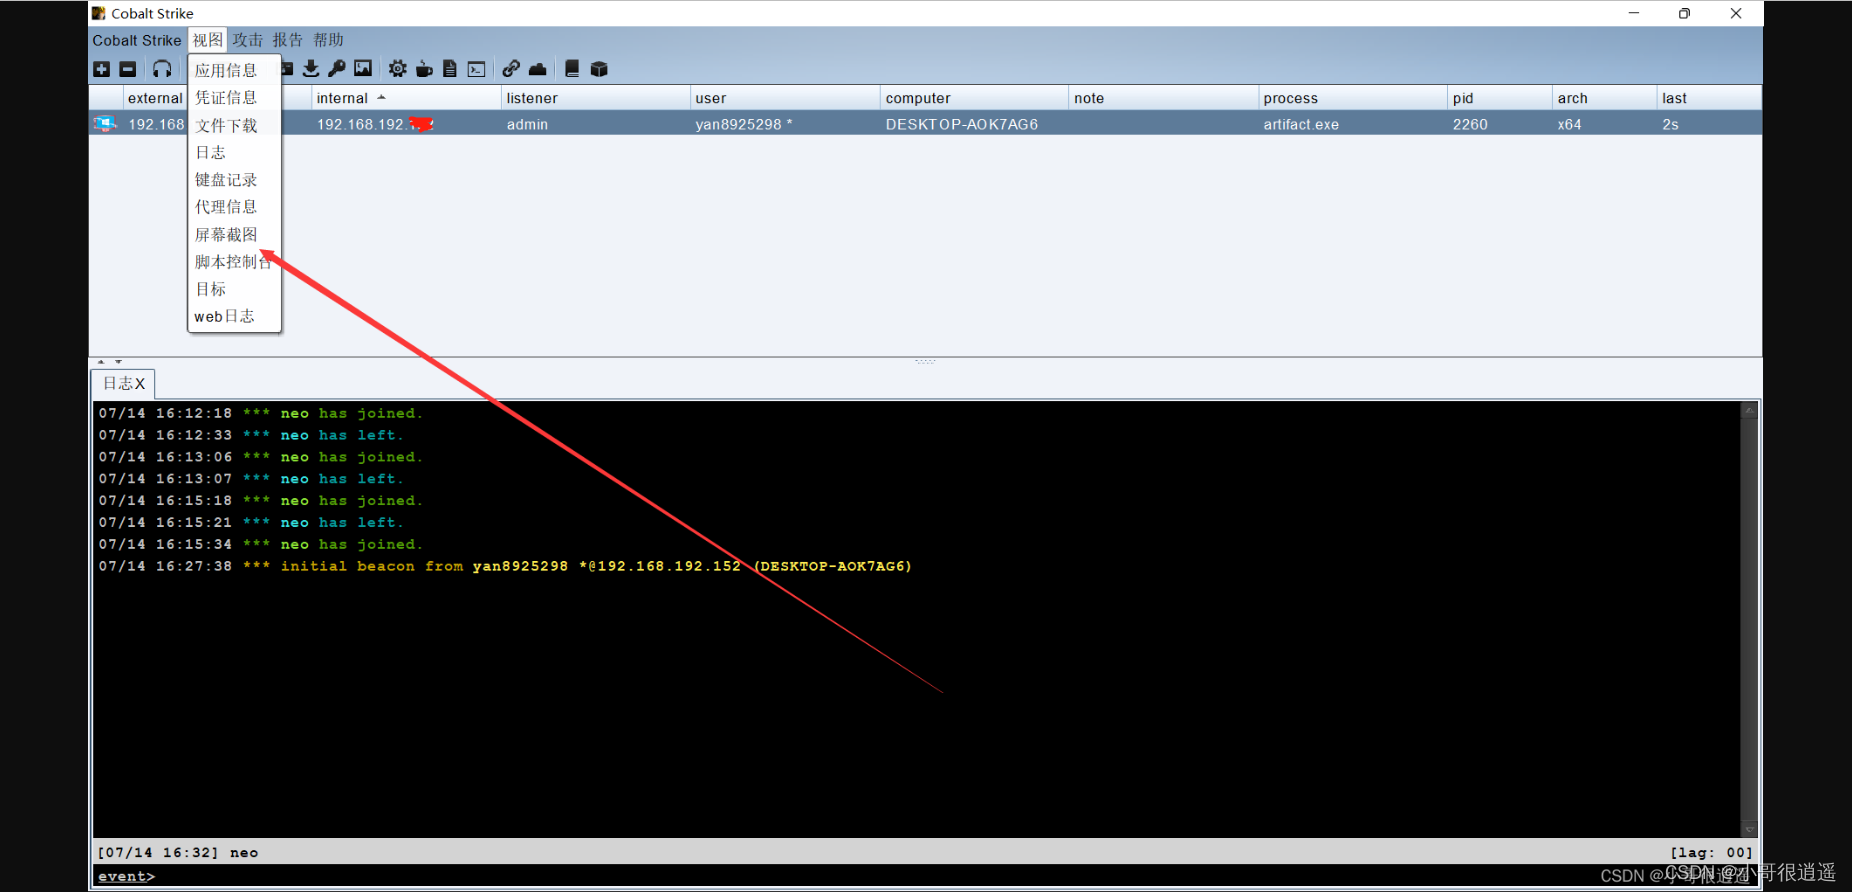 Cobalt Strike
Cobalt Strike 视图 攻击 报告 帮助
应用信息
凭证信息
文件下载
日志
键盘记录
代理信息
屏幕截图
脚本控制台
目标
web日志
external internal listener user computer note process pid arch last
192.168 192.168.192. admin yan8925298 * DESKTOP-AOK7AG6 artifact.exe 2260 x64 2s
日志X
07/14 16:12:18 *** neo has joined.
07/14 16:12:33 *** neo has left.
07/14 16:13:06 *** neo has joined.
07/14 16:13:07 *** neo has left.
07/14 16:15:18 *** neo has joined.
07/14 16:15:21 *** neo has left.
07/14 16:15:34 *** neo has joined.
07/14 16:27:38 *** initial beacon from yan8925298 *@192.168.192.152 (DESKTOP-AOK7AG6)
[07/14 16:32] neo [lag: 00]
event>
CSDN @小哥很逍遥
CSDN @小哥很逍遥